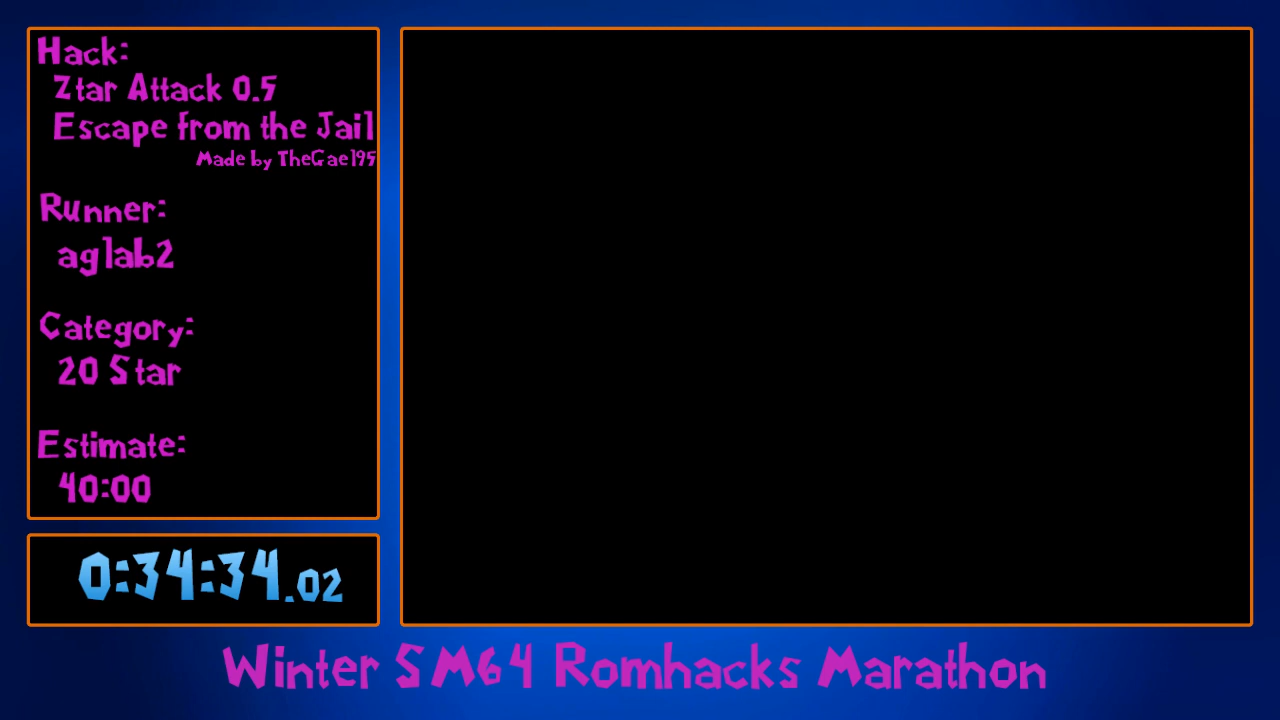 Hack:
Ztar Attack 0.5
Escape from the Jail
Made by TheGael95
Runner:
aglab2
Category:
20 Star
Estimate:
40:00
0:34:34.02
Winter SM64 Romhacks Marathon